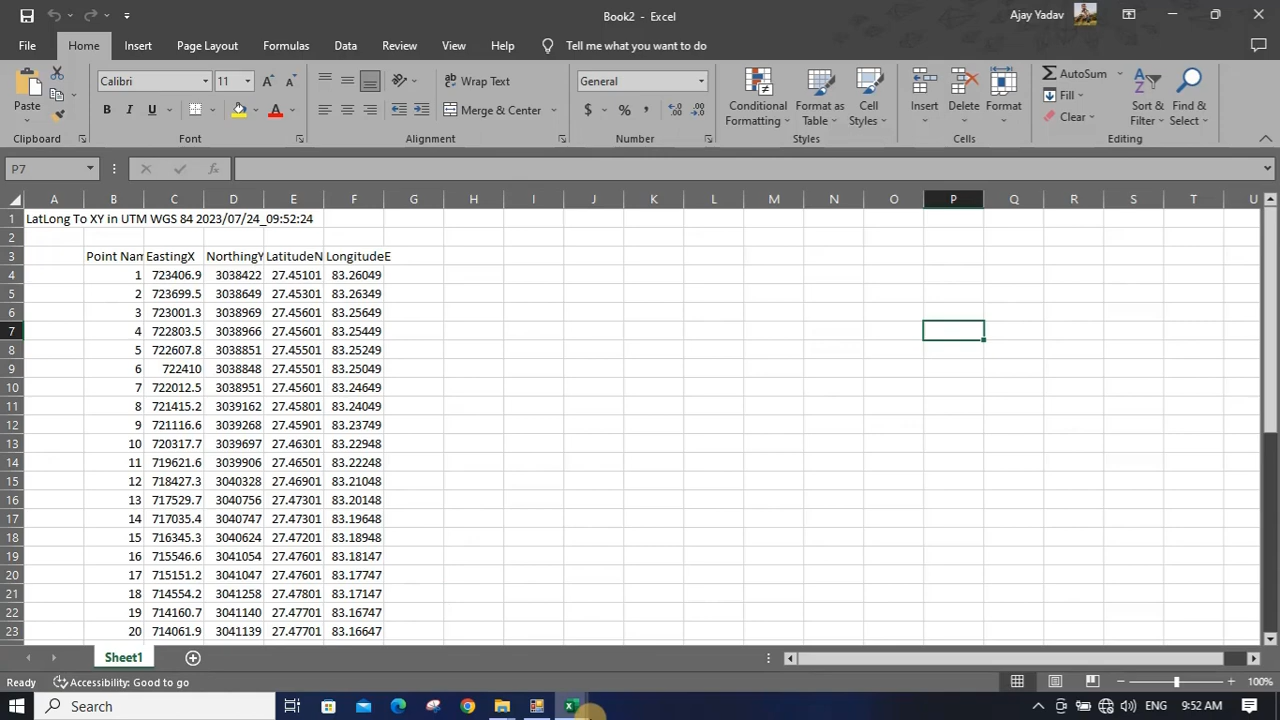 Book2 - Excel
Ajay Yadav
File Home Insert Page Layout Formulas Data Review View Help Tell me what you want to do
Paste
Calibri 11
B I U
A A A
Wrap Text
Merge & Center
General
$ % ,
Conditional Formatting
Format as Table
Cell Styles
Insert Delete Format
AutoSum
Fill
Clear
Sort & Filter
Find & Select
Clipboard Font Alignment Number Styles Cells Editing
P7 fx
A B C D E F G H I J K L M N O P Q R S T U
1 LatLong To XY in UTM WGS 84 2023/07/24_09:52:24
2
3 Point Nam EastingX NorthingY LatitudeN LongitudeE
4 1 723406.9 3038422 27.45101 83.26049
5 2 723699.5 3038649 27.45301 83.26349
6 3 723001.3 3038969 27.45601 83.25649
7 4 722803.5 3038966 27.45601 83.25449
8 5 722607.8 3038851 27.45501 83.25249
9 6 722410 3038848 27.45501 83.25049
10 7 722012.5 3038951 27.45601 83.24649
11 8 721415.2 3039162 27.45801 83.24049
12 9 721116.6 3039268 27.45901 83.23749
13 10 720317.7 3039697 27.46301 83.22948
14 11 719621.6 3039906 27.46501 83.22248
15 12 718427.3 3040328 27.46901 83.21048
16 13 717529.7 3040756 27.47301 83.20148
17 14 717035.4 3040747 27.47301 83.19648
18 15 716345.3 3040624 27.47201 83.18948
19 16 715546.6 3041054 27.47601 83.18147
20 17 715151.2 3041047 27.47601 83.17747
21 18 714554.2 3041258 27.47801 83.17147
22 19 714160.7 3041140 27.47701 83.16747
23 20 714061.9 3041139 27.47701 83.16647
Sheet1
Ready Accessibility: Good to go 100%
Search ENG 9:52 AM